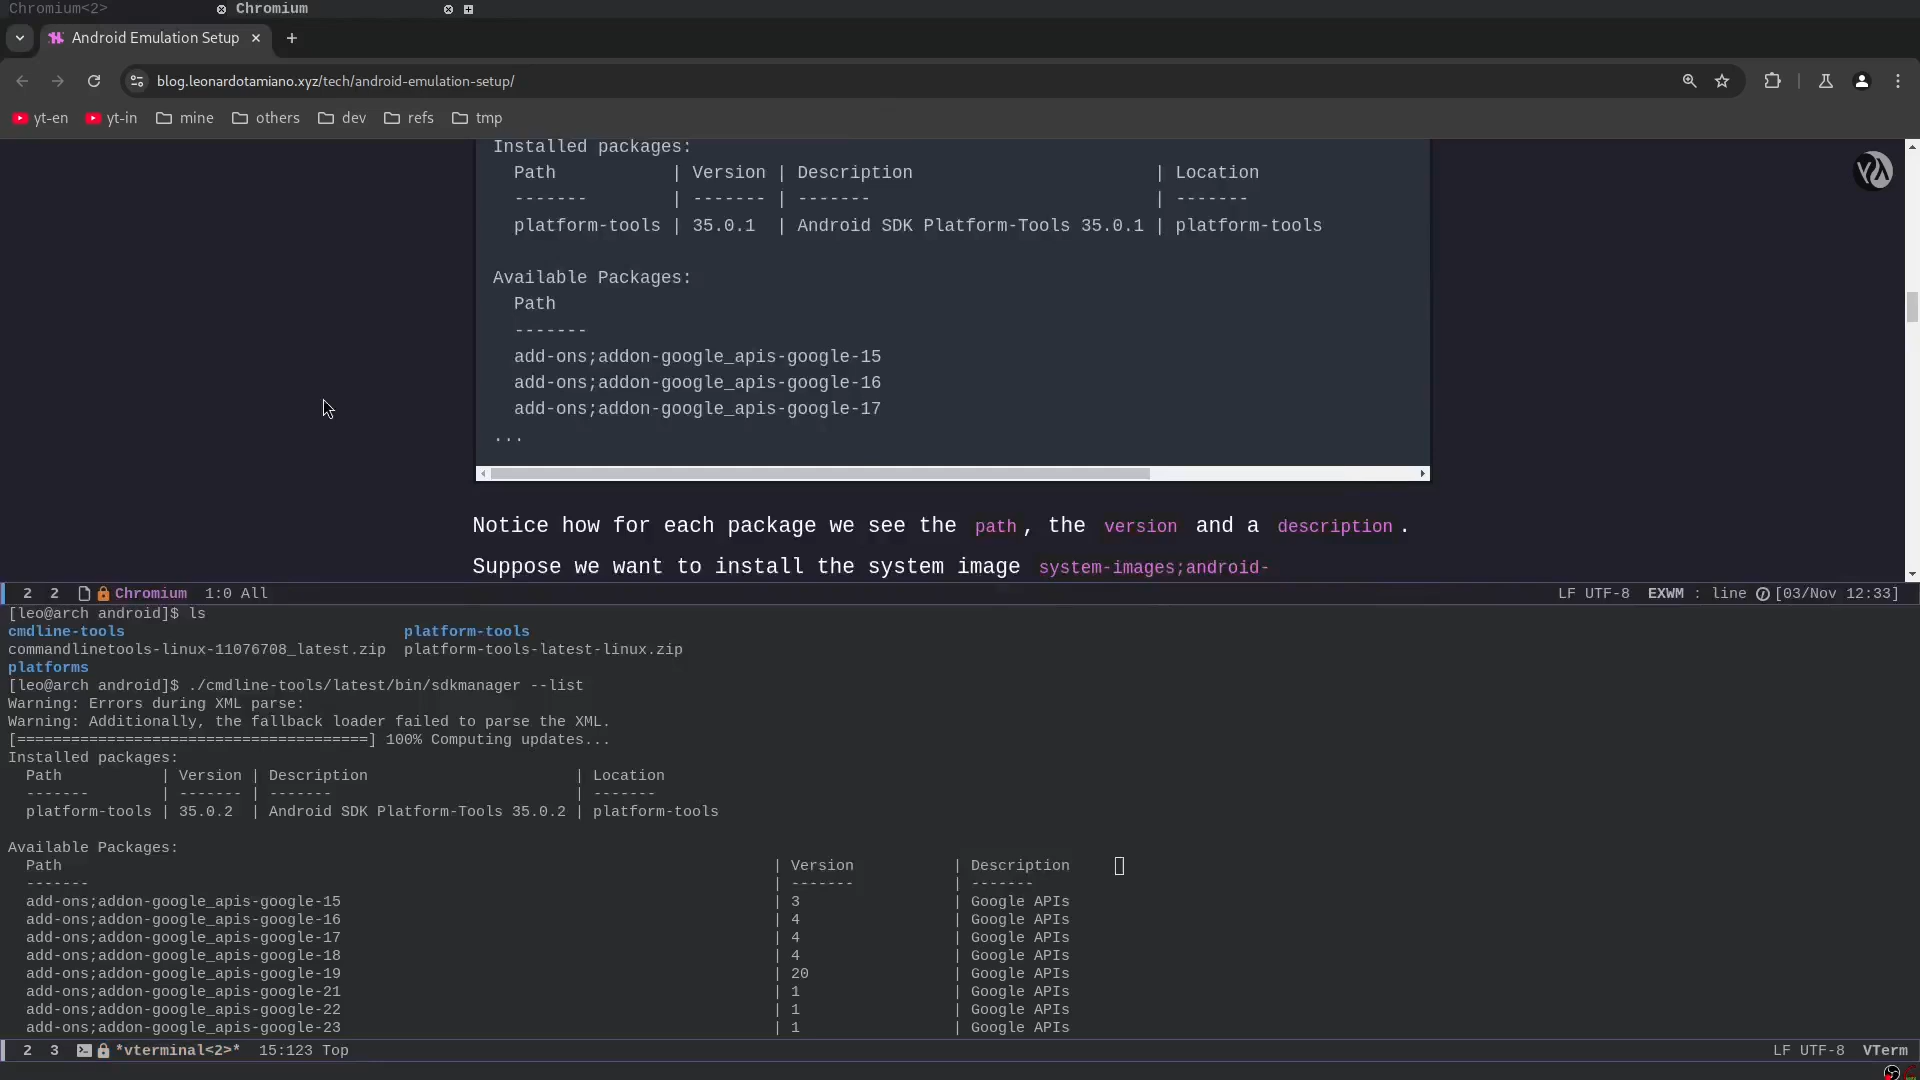 Chromium<2>
Chromium
Android Emulation Setup
blog.leonardotamiano.xyz/tech/android-emulation-setup/
yt-en yt-in mine others dev refs tmp
Installed packages:
Path | Version | Description | Location
------- | ------- | ------- | -------
platform-tools | 35.0.1 | Android SDK Platform-Tools 35.0.1 | platform-tools
Available Packages:
Path
-------
add-ons;addon-google_apis-google-15
add-ons;addon-google_apis-google-16
add-ons;addon-google_apis-google-17
...
Notice how for each package we see the path, the version and a description.
Suppose we want to install the system image system-images;android-
2 2 Chromium 1:0 All LF UTF-8 EXWM : line [03/Nov 12:33]
[leo@arch android]$ ls
cmdline-tools platform-tools
commandlinetools-linux-11076708_latest.zip platform-tools-latest-linux.zip
platforms
[leo@arch android]$ ./cmdline-tools/latest/bin/sdkmanager --list
Warning: Errors during XML parse:
Warning: Additionally, the fallback loader failed to parse the XML.
[=======================================] 100% Computing updates...
Installed packages:
Path | Version | Description | Location
------- | ------- | ------- | -------
platform-tools | 35.0.2 | Android SDK Platform-Tools 35.0.2 | platform-tools
Available Packages:
Path | Version | Description
------- | ------- | -------
add-ons;addon-google_apis-google-15 | 3 | Google APIs
add-ons;addon-google_apis-google-16 | 4 | Google APIs
add-ons;addon-google_apis-google-17 | 4 | Google APIs
add-ons;addon-google_apis-google-18 | 4 | Google APIs
add-ons;addon-google_apis-google-19 | 20 | Google APIs
add-ons;addon-google_apis-google-21 | 1 | Google APIs
add-ons;addon-google_apis-google-22 | 1 | Google APIs
add-ons;addon-google_apis-google-23 | 1 | Google APIs
2 3 *vterminal<2>* 15:123 Top LF UTF-8 VTerm